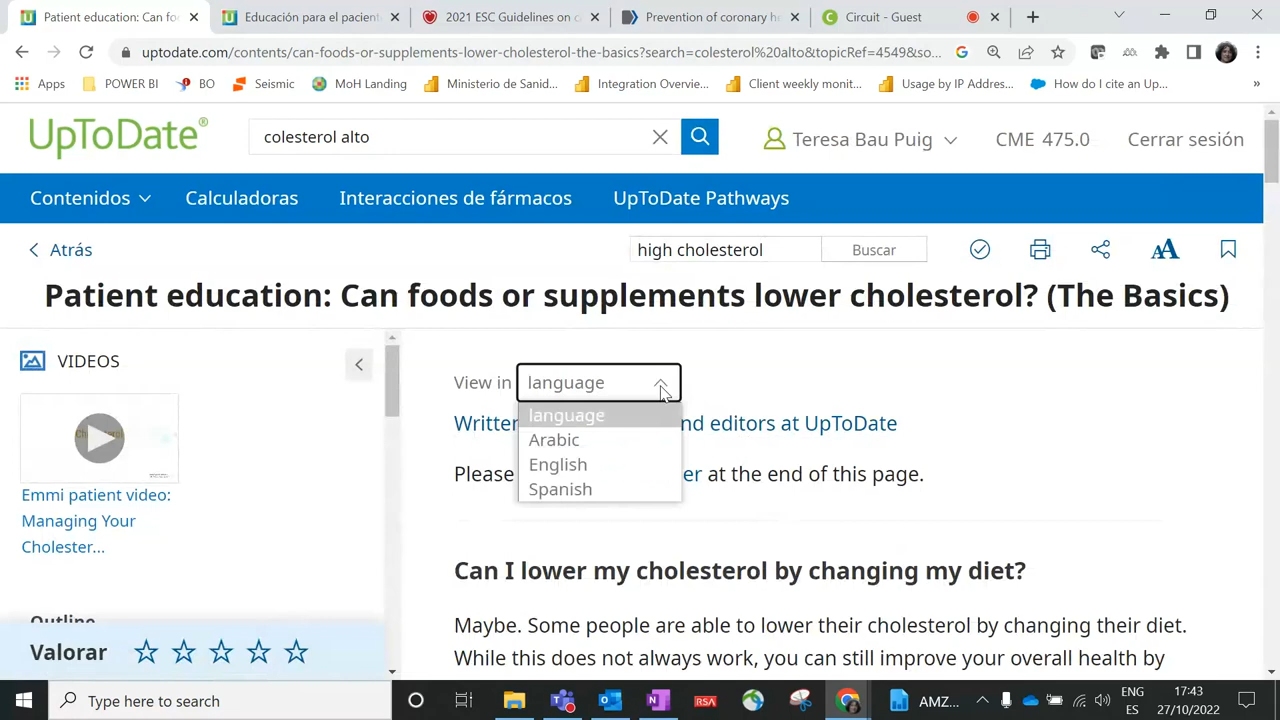 Patient education: Can fo
Educación para el pacient
2021 ESC Guidelines on c
Prevention of coronary he
Circuit - Guest
uptodate.com/contents/can-foods-or-supplements-lower-cholesterol-the-basics?search=colesterol%20alto&topicRef=4549&so...
Apps
POWER BI
BO
Seismic
MoH Landing
Ministerio de Sanid...
Integration Overvie...
Client weekly monit...
Usage by IP Addres...
How do I cite an Up...
»
UpToDate®
colesterol alto
Teresa Bau Puig
CME 475.0
Cerrar sesión
Contenidos
Calculadoras
Interacciones de fármacos
UpToDate Pathways
Atrás
high cholesterol
Buscar
AA
Patient education: Can foods or supplements lower cholesterol? (The Basics)
VIDEOS
Emmi patient video:
Managing Your
Cholester...
Outline
Valorar
View in language
language
Arabic
English
Spanish
Written nd editors at UpToDate
Please er at the end of this page.
Can I lower my cholesterol by changing my diet?
Maybe. Some people are able to lower their cholesterol by changing their diet.
While this does not always work, you can still improve your overall health by
Type here to search
RSA
AMZ...
ENG
ES
17:43
27/10/2022